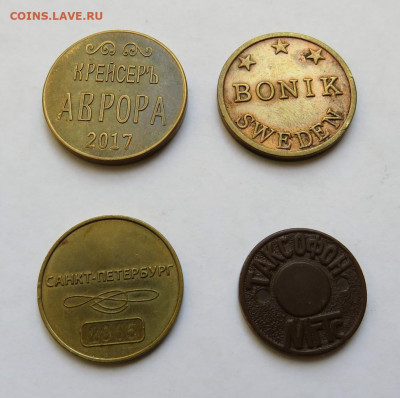 COINS.LAVE.RU
КРЕЙСЕРЪ
АВРОРА
2017
BONIK
SWEDEN
САНКТ-ПЕТЕРБУРГ
ТАКСОФОН